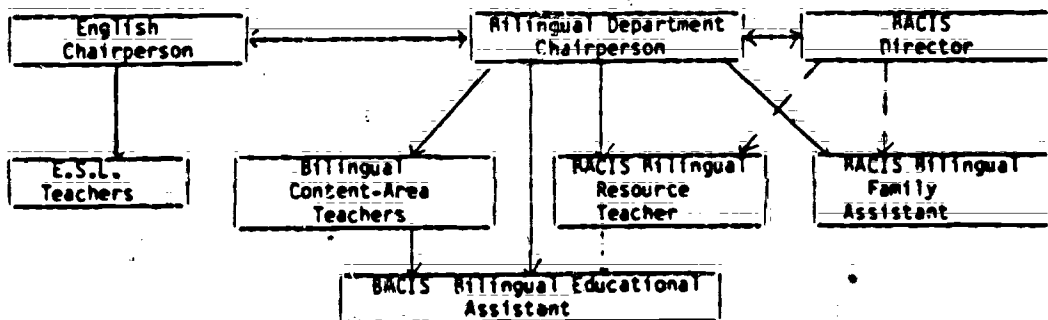 English
Chairperson
Bilingual Department
Chairperson
BACIS
Director
E.S.L.
Teachers
Bilingual
Content-Area
Teachers
BACIS Bilingual
Resource
Teacher
BACIS Bilingual
Family
Assistant
BACIS Bilingual Educational
Assistant